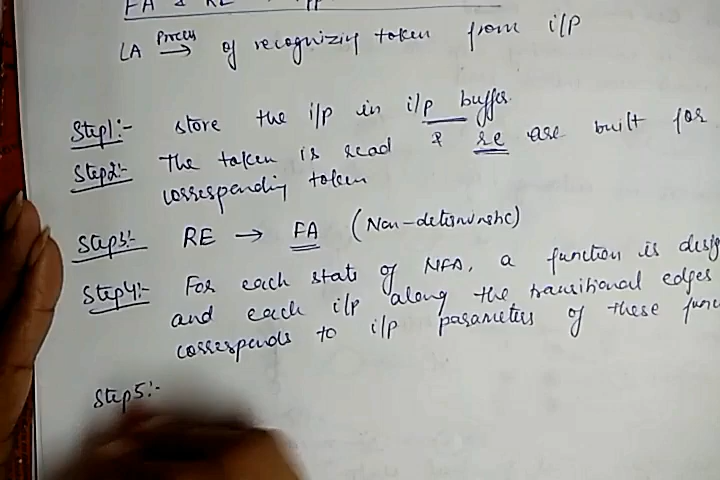 FA & RE
LA Process → of recognizing token from i/p
Step1:- store the i/p in i/p buffer.
Step2:- The token is read & re are built for
corresponding token
Step3:- RE → FA (Non-deterministic)
Step4:- For each state of NFA, a function is desig
and each i/p along the transitional edges
corresponds to i/p parameters of these func
Step5:-